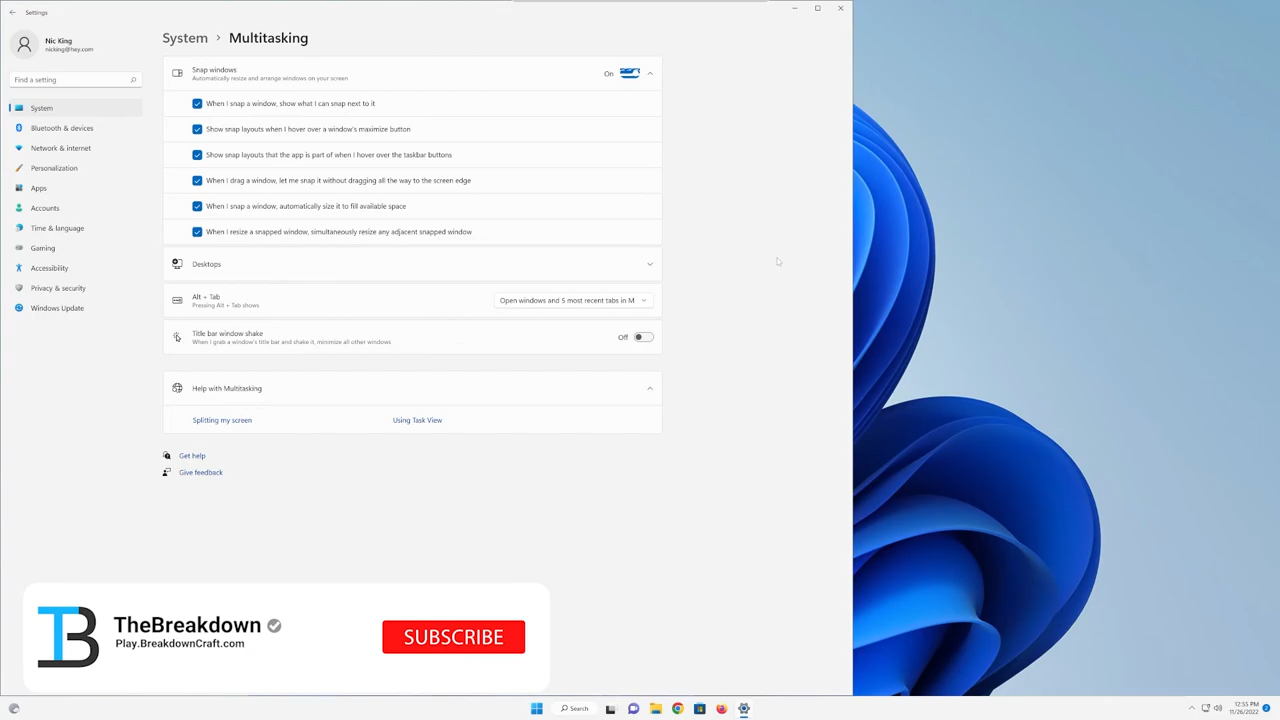 Settings
Nic King
nicking@hey.com
Find a setting
System
Bluetooth & devices
Network & internet
Personalization
Apps
Accounts
Time & language
Gaming
Accessibility
Privacy & security
Windows Update
System > Multitasking
Snap windows
Automatically resize and arrange windows on your screen
On
When I snap a window, show what I can snap next to it
Show snap layouts when I hover over a window's maximize button
Show snap layouts that the app is part of when I hover over the taskbar buttons
When I drag a window, let me snap it without dragging all the way to the screen edge
When I snap a window, automatically size it to fill available space
When I resize a snapped window, simultaneously resize any adjacent snapped window
Desktops
Alt + Tab
Pressing Alt + Tab shows
Open windows and 5 most recent tabs in M
Title bar window shake
When I grab a window's title bar and shake it, minimize all other windows
Off
Help with Multitasking
Splitting my screen
Using Task View
Get help
Give feedback
TB
TheBreakdown
Play.BreakdownCraft.com
SUBSCRIBE
Search
12:55 PM
11/26/2022
2